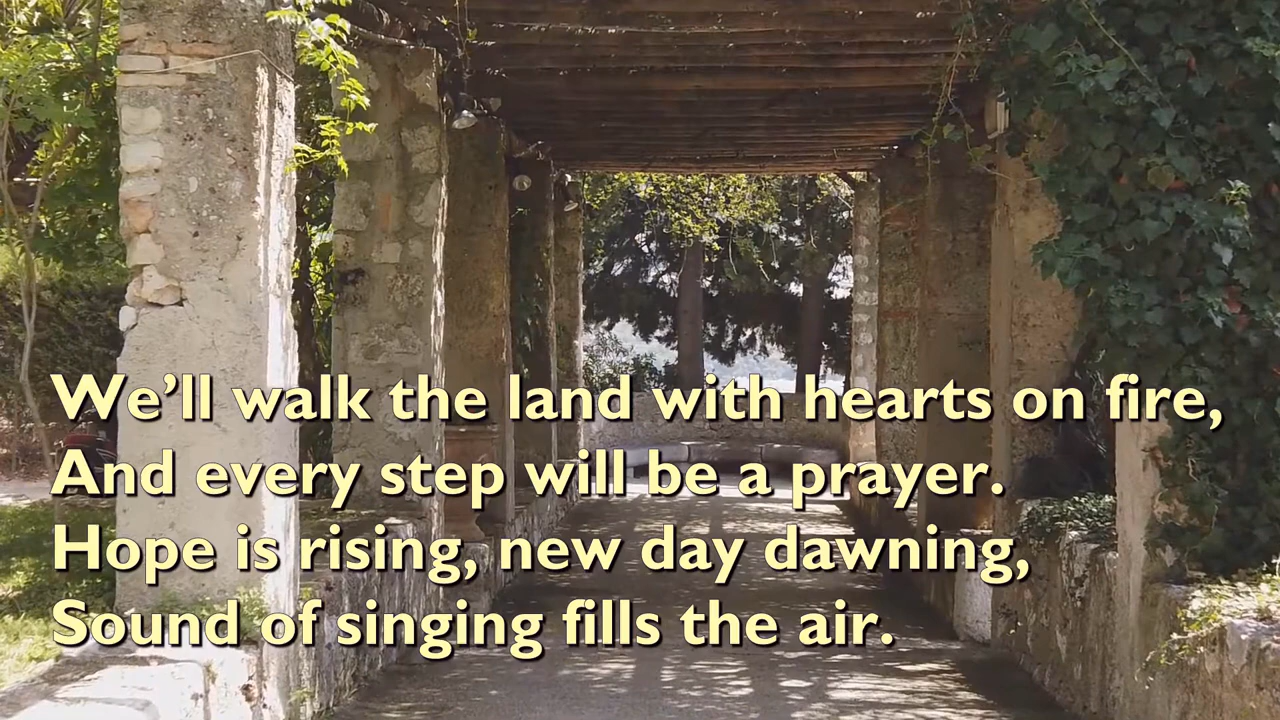 We’ll walk the land with hearts on fire,
And every step will be a prayer.
Hope is rising, new day dawning,
Sound of singing fills the air.